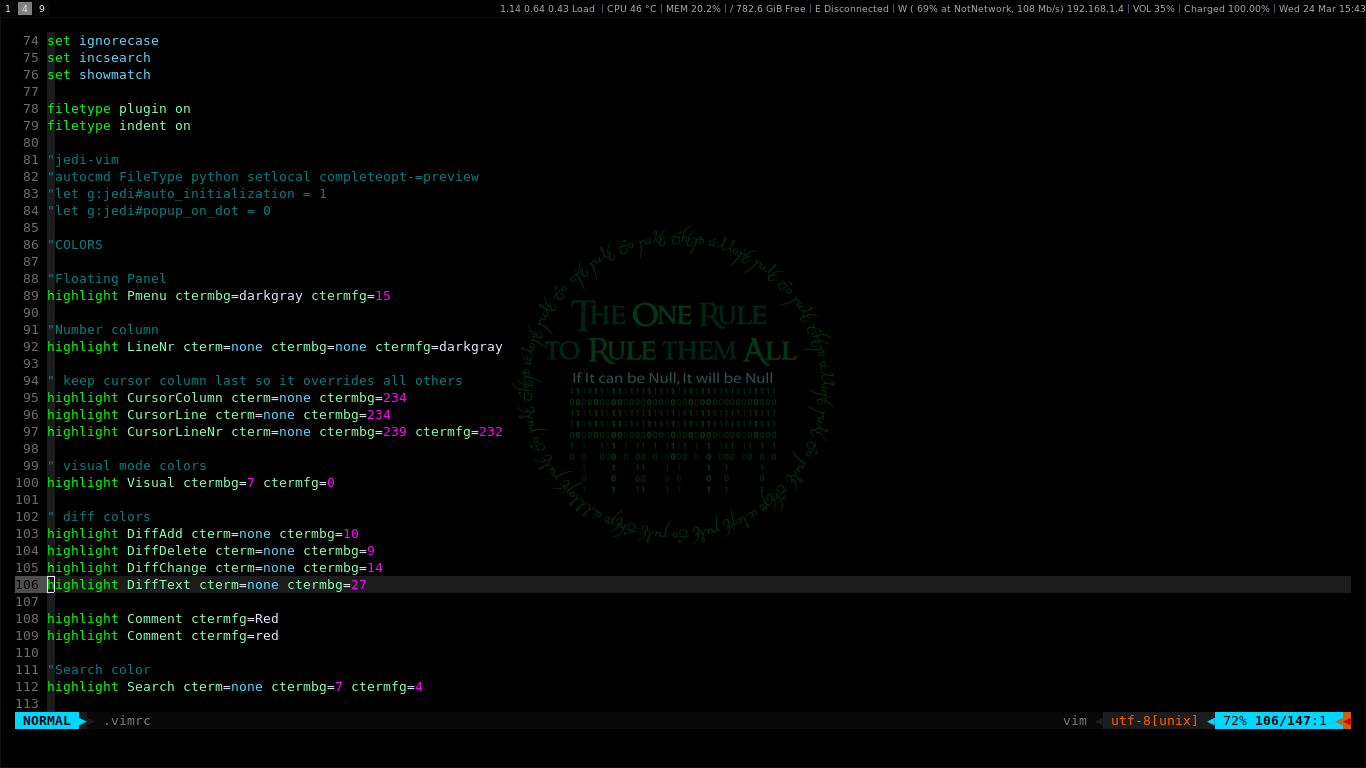 1 4 9 1.14 0.64 0.43 Load | CPU 46 °C | MEM 20.2% | / 782.6 GiB Free | E Disconnected | W ( 69% at NotNetwork, 108 Mb/s) 192.168.1.4 | VOL 35% | Charged 100.00% | Wed 24 Mar 15:43
74 set ignorecase
75 set incsearch
76 set showmatch
77
78 filetype plugin on
79 filetype indent on
80
81 "jedi-vim
82 "autocmd FileType python setlocal completeopt-=preview
83 "let g:jedi#auto_initialization = 1
84 "let g:jedi#popup_on_dot = 0
85
86 "COLORS
87
88 "Floating Panel
89 highlight Pmenu ctermbg=darkgray ctermfg=15
90
91 "Number column
92 highlight LineNr cterm=none ctermbg=none ctermfg=darkgray
93
94 " keep cursor column last so it overrides all others
95 highlight CursorColumn cterm=none ctermbg=234
96 highlight CursorLine cterm=none ctermbg=234
97 highlight CursorLineNr cterm=none ctermbg=239 ctermfg=232
98
99 " visual mode colors
100 highlight Visual ctermbg=7 ctermfg=0
101
102 " diff colors
103 highlight DiffAdd cterm=none ctermbg=10
104 highlight DiffDelete cterm=none ctermbg=9
105 highlight DiffChange cterm=none ctermbg=14
106 highlight DiffText cterm=none ctermbg=27
107
108 highlight Comment ctermfg=Red
109 highlight Comment ctermfg=red
110
111 "Search color
112 highlight Search cterm=none ctermbg=7 ctermfg=4
113
NORMAL .vimrc vim utf-8[unix] 72% 106/147:1
THE ONE RULE
TO RULE THEM ALL
If It can be Null, It will be Null